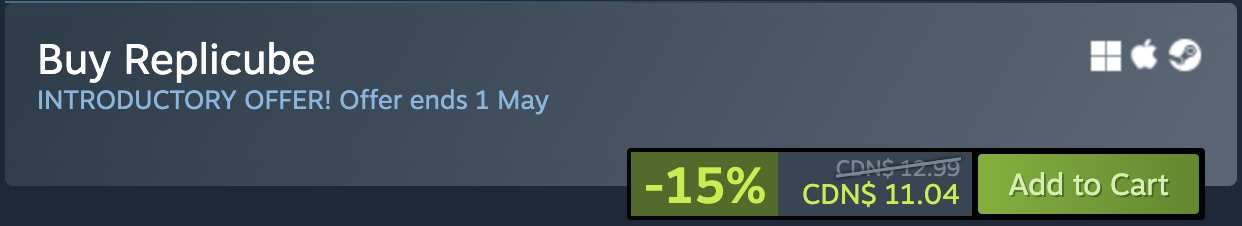 Buy Replicube
INTRODUCTORY OFFER! Offer ends 1 May
-15%
CDN$ 12.99
CDN$ 11.04
Add to Cart